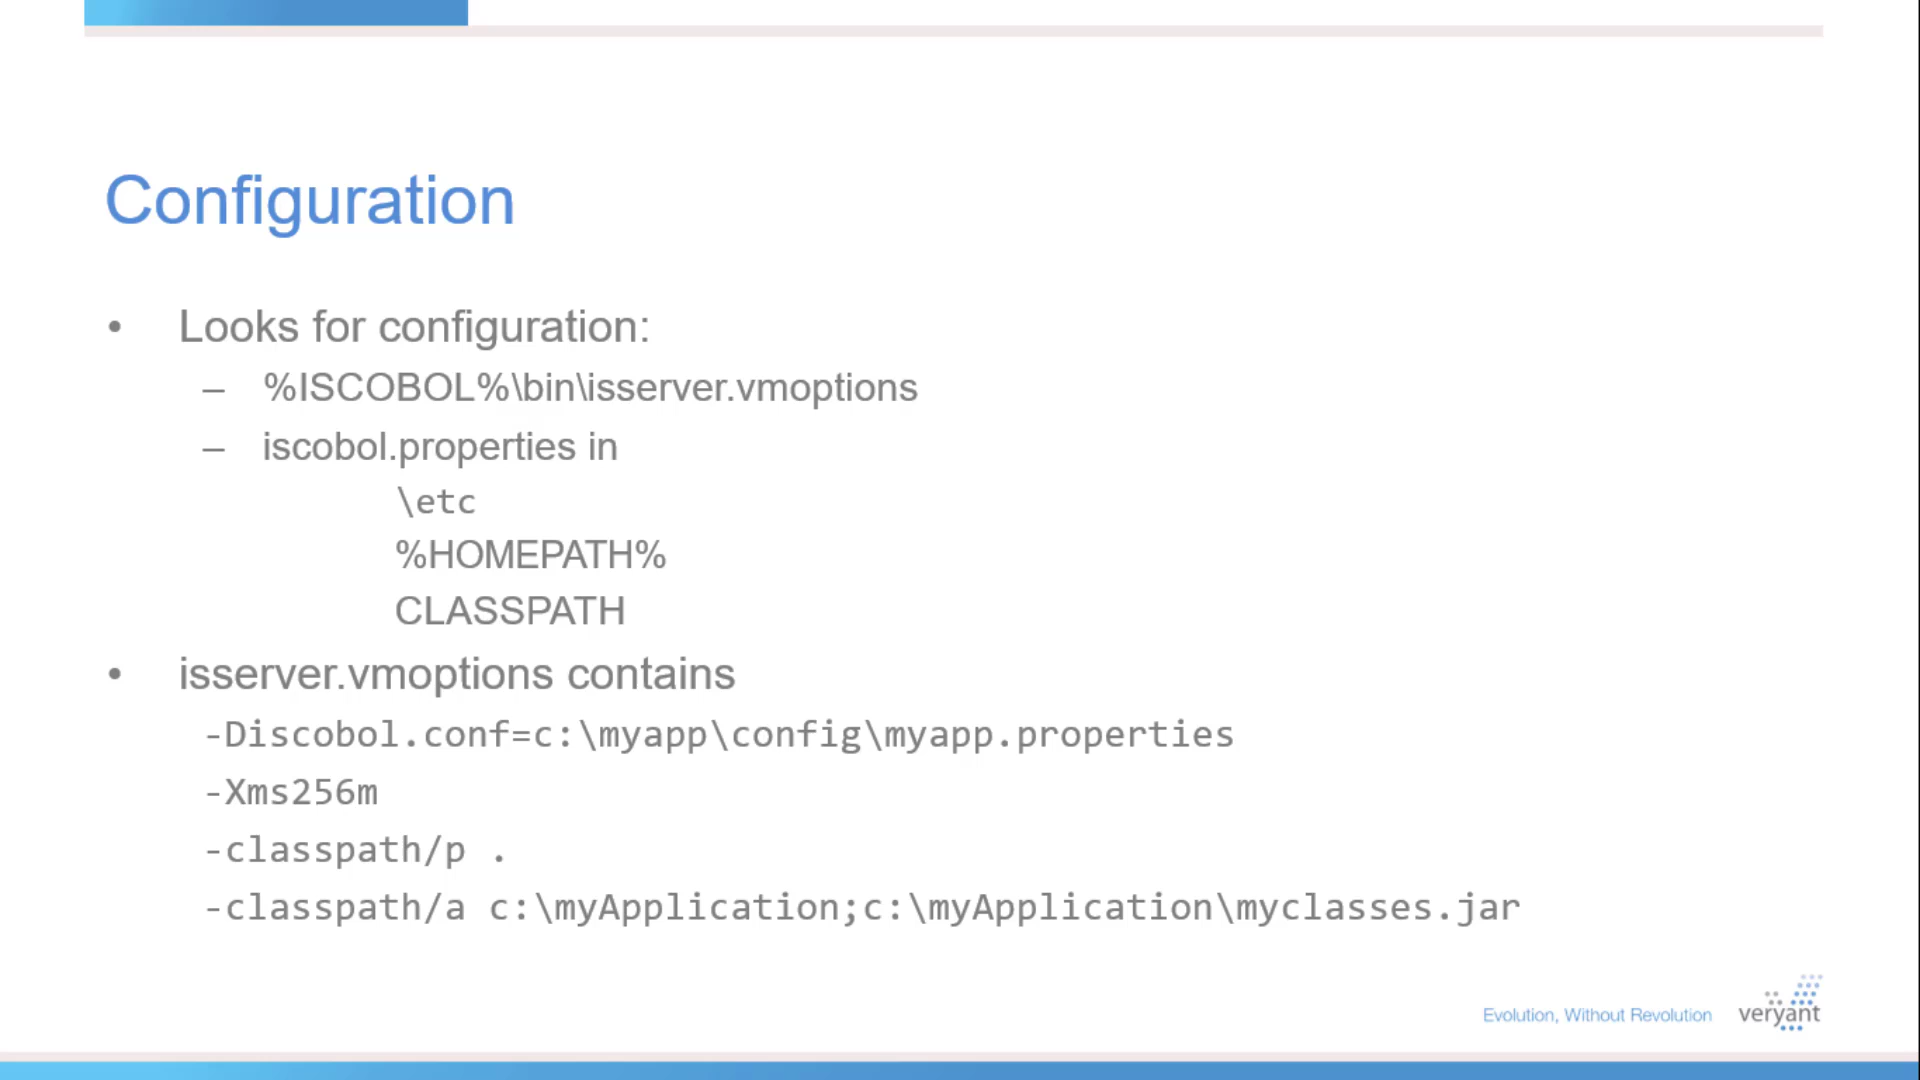 Configuration
• Looks for configuration:
– %ISCOBOL%\bin\isserver.vmoptions
– iscobol.properties in
\etc
%HOMEPATH%
CLASSPATH
• isserver.vmoptions contains
-Discobol.conf=c:\myapp\config\myapp.properties
-Xms256m
-classpath/p .
-classpath/a c:\myApplication;c:\myApplication\myclasses.jar
Evolution, Without Revolution
veryant